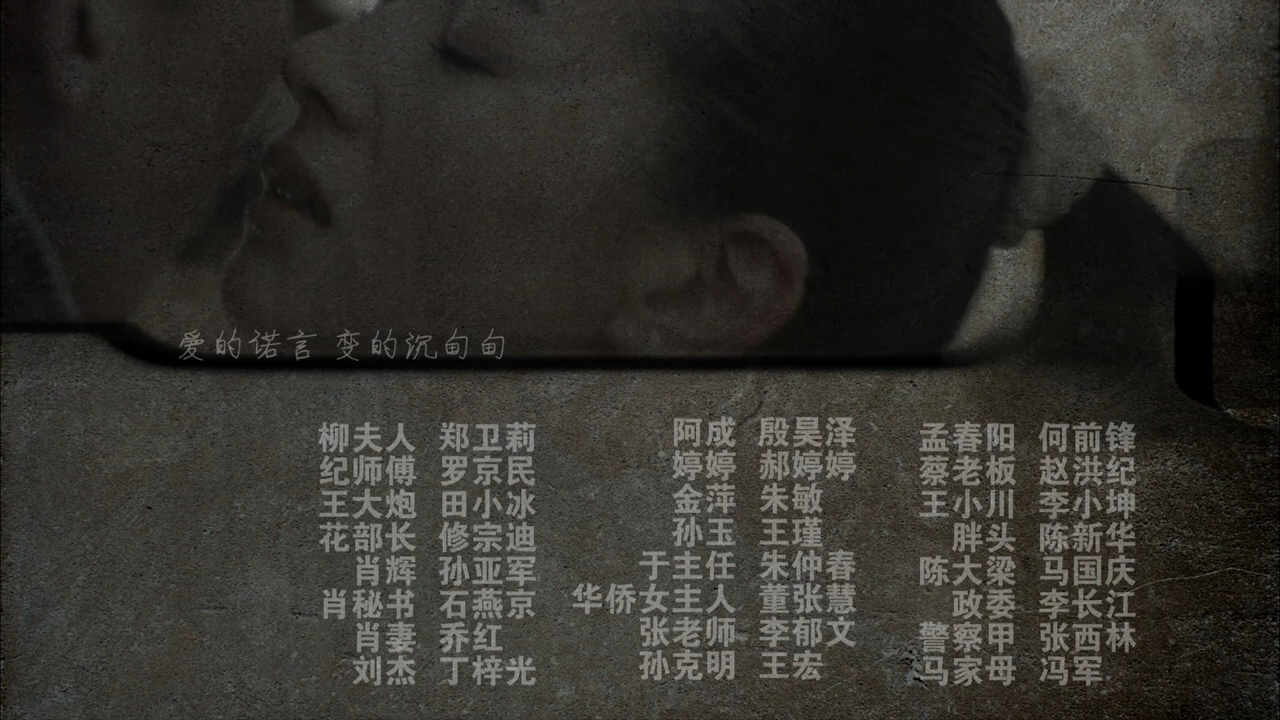 爱的诺言 变的沉甸甸
柳夫人 郑卫莉
纪师傅 罗京民
王大炮 田小冰
花部长 修宗迪
肖辉 孙亚军
肖秘书 石燕京
肖妻 乔红
刘杰 丁梓光
阿成 殷昊泽
婷婷 郝婷婷
金萍 朱敏
孙玉 王瑾
于主任 朱仲春
华侨女主人 董张慧
张老师 李郁文
孙克明 王宏
孟春阳 何前锋
蔡老板 赵洪纪
王小川 李小坤
胖头 陈新华
陈大梁 马国庆
政委 李长江
警察甲 张西林
马家母 冯军